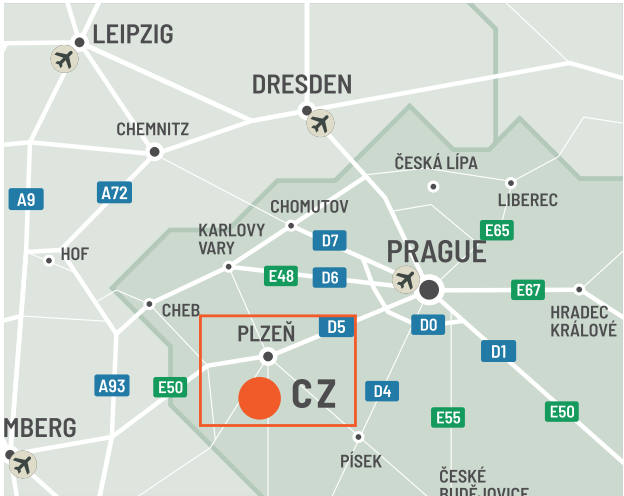 LEIPZIG
DRESDEN
CHEMNITZ
ČESKÁ LÍPA
A9
A72
LIBEREC
CHOMUTOV
KARLOVY
VARY
D7
E65
HOF
PRAGUE
E48
D6
E67
CHEB
HRADEC
KRÁLOVÉ
PLZEŇ
D5
D0
D1
A93
E50
CZ
D4
E55
E50
MBERG
PÍSEK
ČESKÉ
BUDĚJOVICE